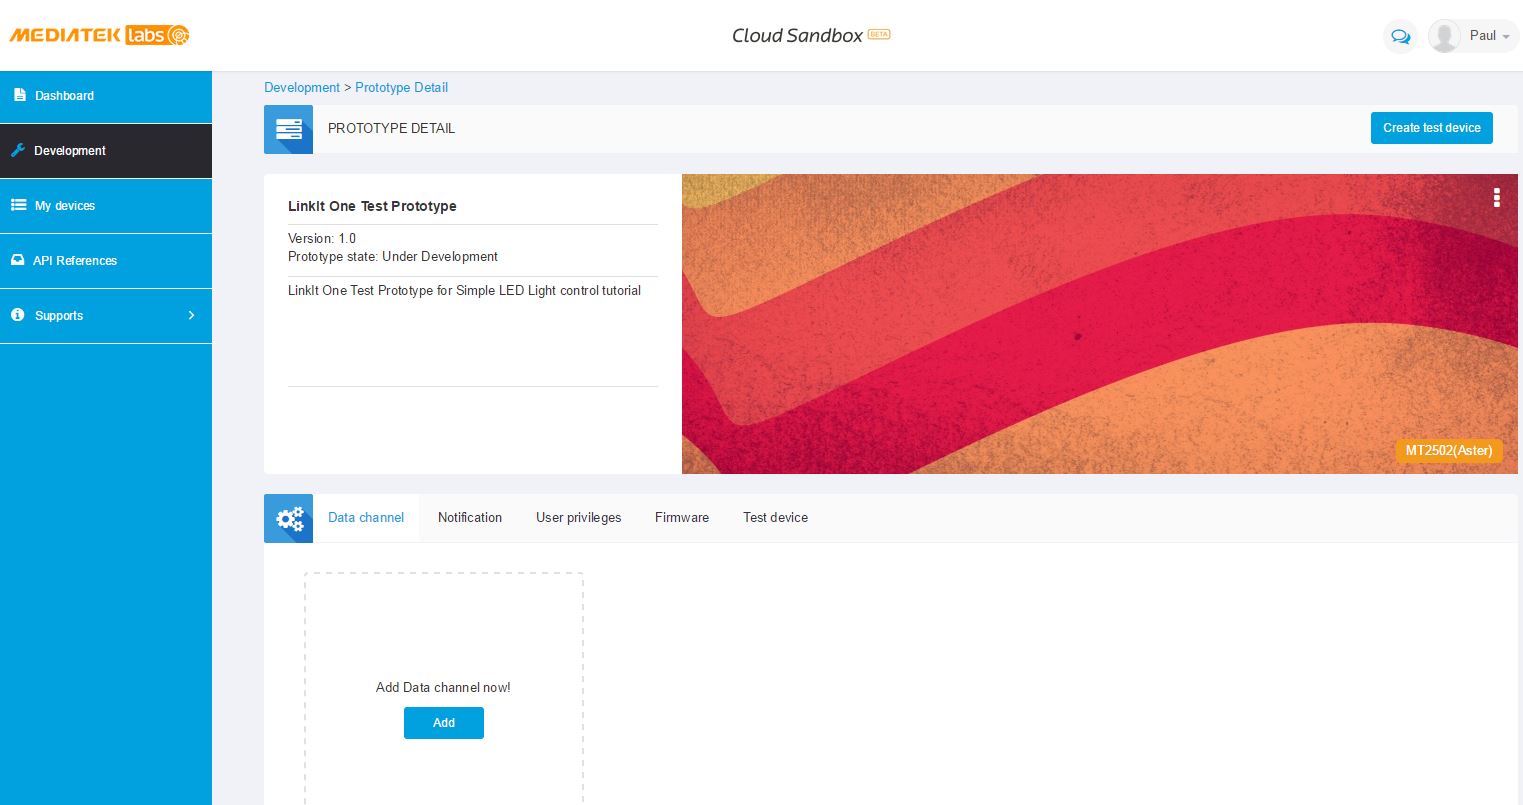 MEDIATEK labs
Cloud Sandbox BETA
Paul
Dashboard
Development
My devices
API References
Supports
Development > Prototype Detail
PROTOTYPE DETAIL
Create test device
LinkIt One Test Prototype
Version: 1.0
Prototype state: Under Development
LinkIt One Test Prototype for Simple LED Light control tutorial
MT2502(Aster)
Data channel
Notification
User privileges
Firmware
Test device
Add Data channel now!
Add